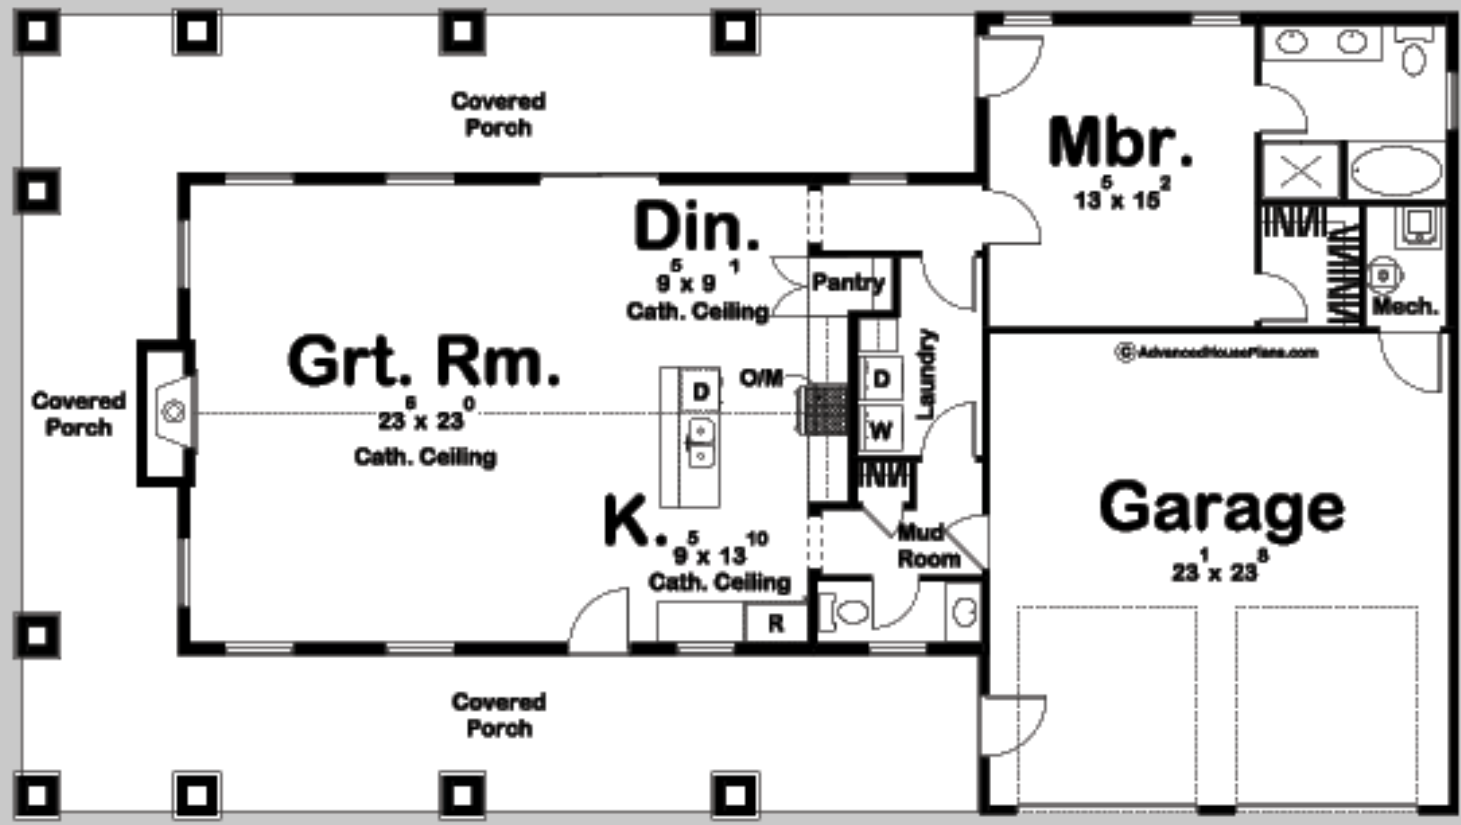 Covered
Porch
Mbr.
13⁵ x 15²
Din.
9⁵ x 9¹
Cath. Ceiling
Pantry
Mech.
Grt. Rm.
23⁶ x 23⁰
Cath. Ceiling
Covered
Porch
O/M
D
D
W
Laundry
© AdvancedHousePlans.com
K.
9⁵ x 13¹⁰
Cath. Ceiling
Mud
Room
R
Garage
23¹ x 23⁸
Covered
Porch